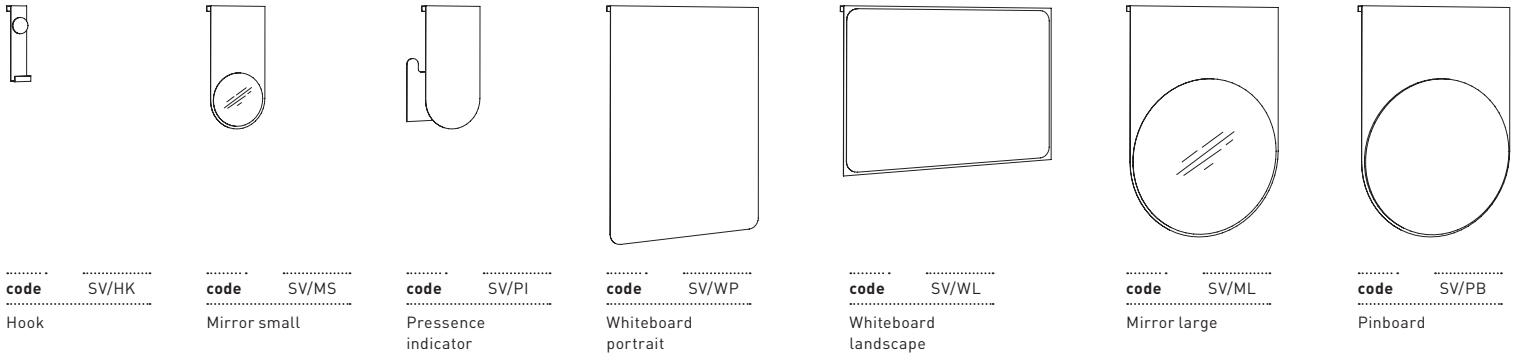 code SV/HK
Hook
code SV/MS
Mirror small
code SV/PI
Pressence
indicator
code SV/WP
Whiteboard
portrait
code SV/WL
Whiteboard
landscape
code SV/ML
Mirror large
code SV/PB
Pinboard